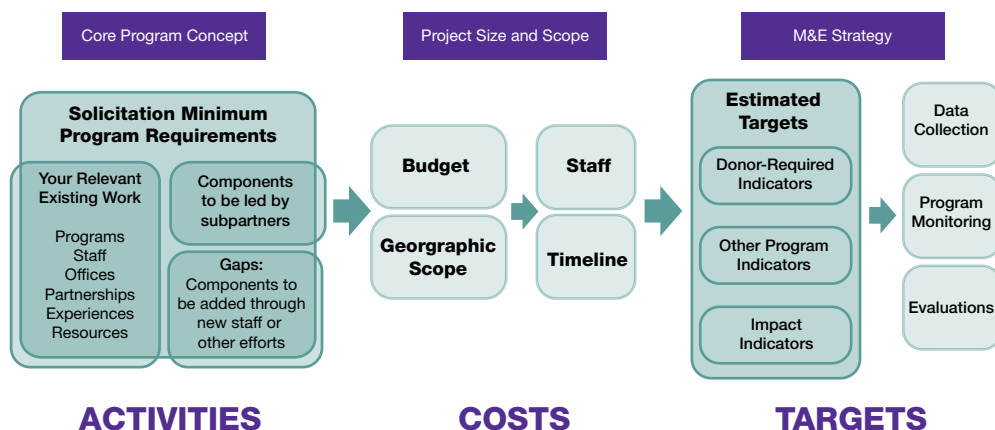 Core Program Concept
Project Size and Scope
M&E Strategy
Solicitation Minimum
Program Requirements
Your Relevant
Existing Work
Programs
Staff
Offices
Partnerships
Experiences
Resources
Components
to be led by
subpartners
Gaps:
Components to
be added through
new staff or
other efforts
Budget
Georgraphic
Scope
Staff
Timeline
Estimated
Targets
Donor-Required
Indicators
Other Program
Indicators
Impact
Indicators
Data
Collection
Program
Monitoring
Evaluations
ACTIVITIES
COSTS
TARGETS